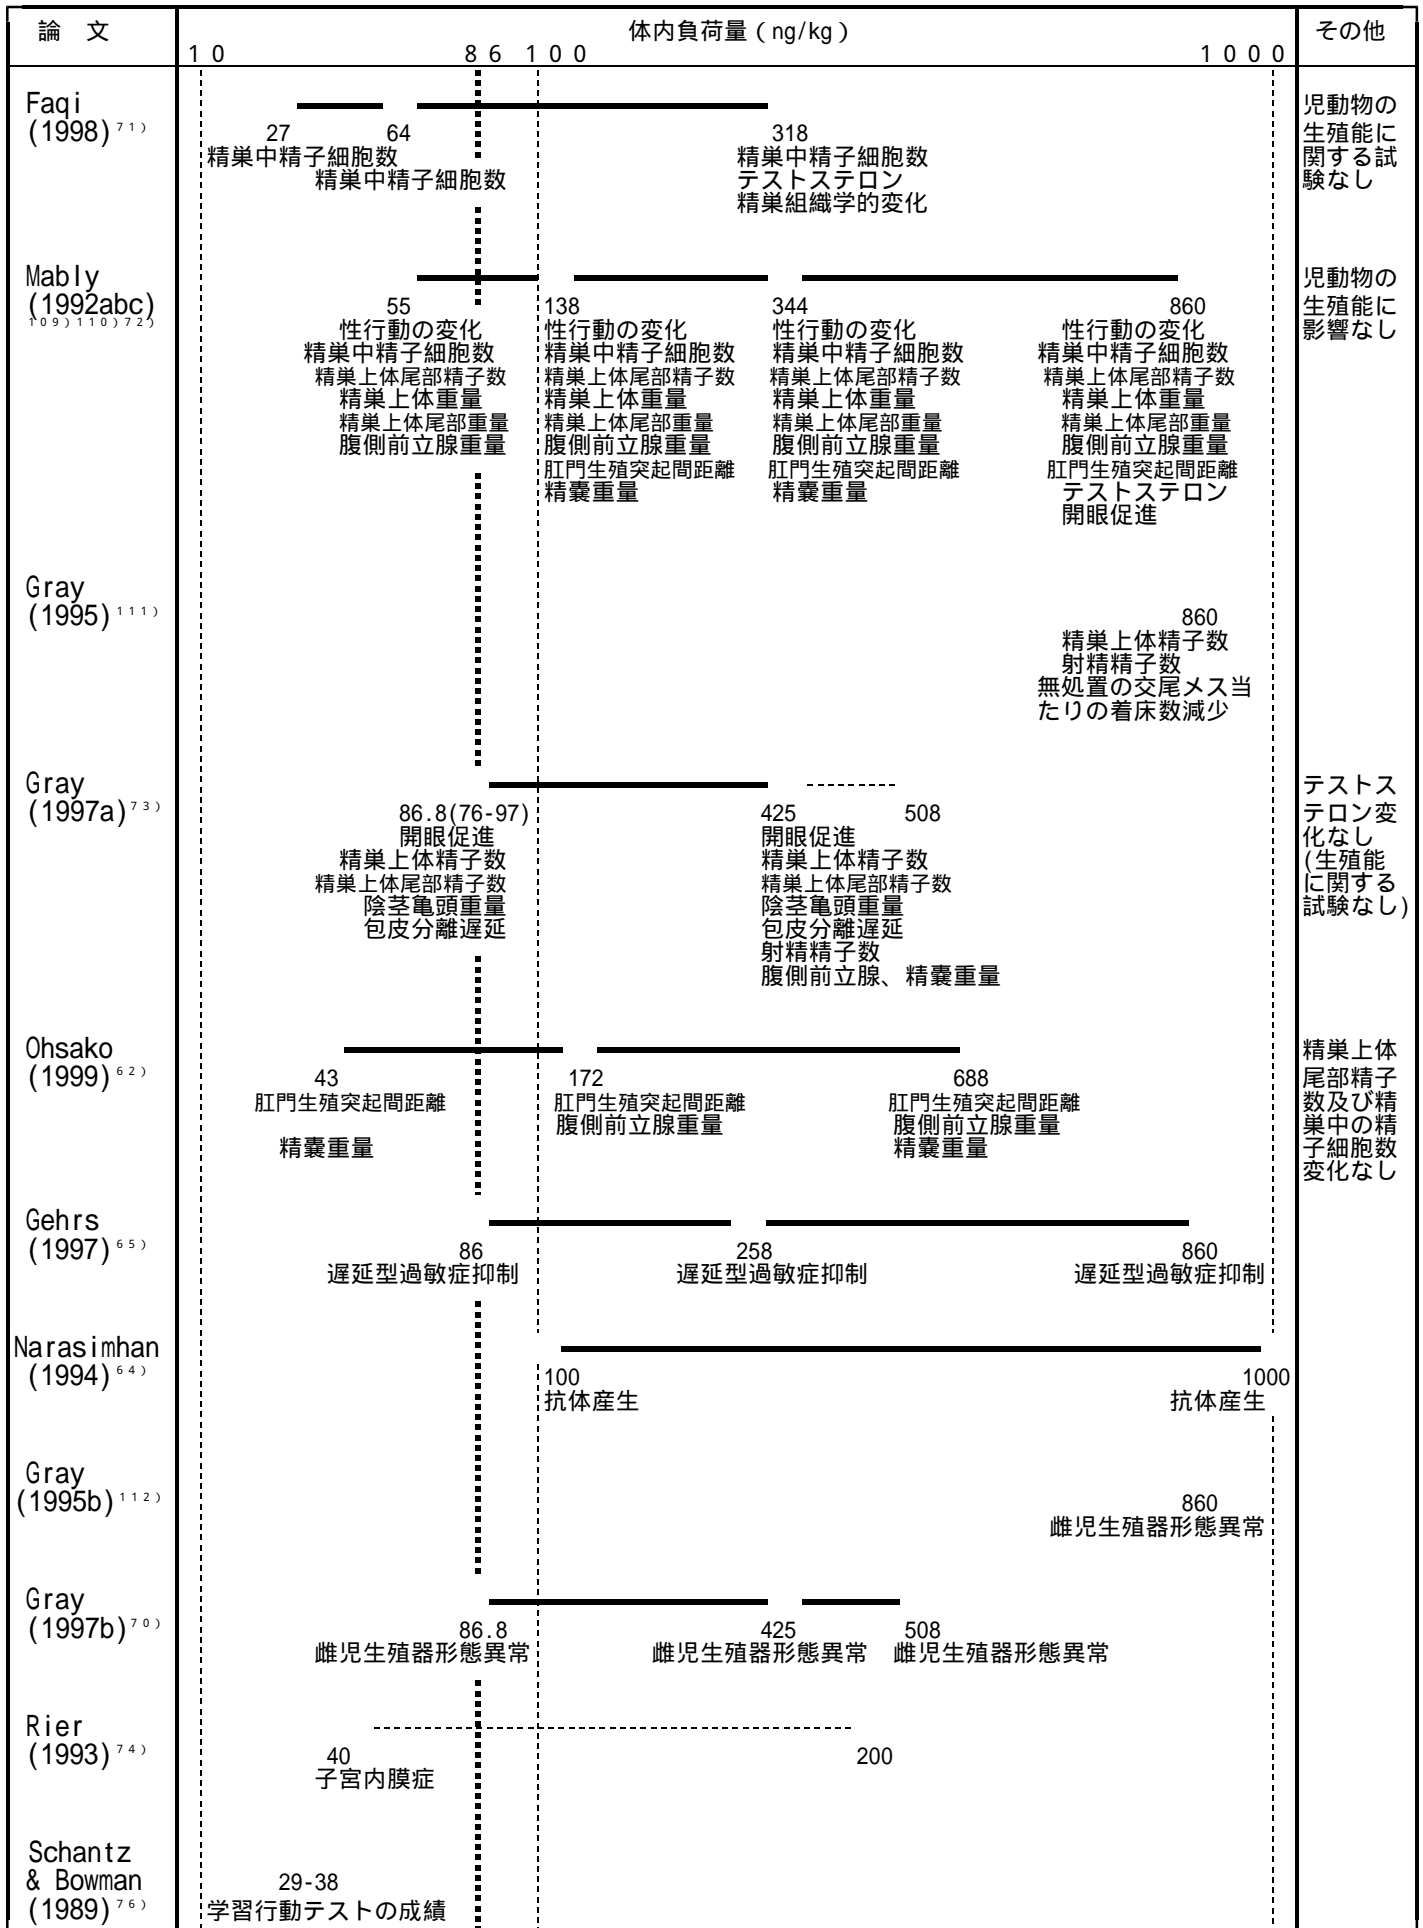 論　文
体内負荷量（ng/kg）
その他
10 86 100 1000
Faqi
(1998)71)
27 64 318
精巣中精子細胞数
精巣中精子細胞数
精巣中精子細胞数
テストステロン
精巣組織学的変化
児動物の
生殖能に
関する試
験なし
Mably
(1992abc)
109)110)72)
55
性行動の変化
精巣中精子細胞数
精巣上体尾部精子数
精巣上体重量
精巣上体尾部重量
腹側前立腺重量
138
性行動の変化
精巣中精子細胞数
精巣上体尾部精子数
精巣上体重量
精巣上体尾部重量
腹側前立腺重量
肛門生殖突起間距離
精嚢重量
344
性行動の変化
精巣中精子細胞数
精巣上体尾部精子数
精巣上体重量
精巣上体尾部重量
腹側前立腺重量
肛門生殖突起間距離
精嚢重量
860
性行動の変化
精巣中精子細胞数
精巣上体尾部精子数
精巣上体重量
精巣上体尾部重量
腹側前立腺重量
肛門生殖突起間距離
テストステロン
開眼促進
児動物の
生殖能に
影響なし
Gray
(1995)111)
860
精巣上体精子数
射精精子数
無処置の交尾メス当
たりの着床数減少
Gray
(1997a)73)
86.8(76-97)
開眼促進
精巣上体精子数
精巣上体尾部精子数
陰茎亀頭重量
包皮分離遅延
425
開眼促進
精巣上体精子数
精巣上体尾部精子数
陰茎亀頭重量
包皮分離遅延
射精精子数
腹側前立腺、精嚢重量
508
テストス
テロン変
化なし
(生殖能
に関する
試験なし)
Ohsako
(1999)62)
43
肛門生殖突起間距離
精嚢重量
172
肛門生殖突起間距離
腹側前立腺重量
688
肛門生殖突起間距離
腹側前立腺重量
精嚢重量
精巣上体
尾部精子
数及び精
巣中の精
子細胞数
変化なし
Gehrs
(1997)65)
86
遅延型過敏症抑制
258
遅延型過敏症抑制
860
遅延型過敏症抑制
Narasimhan
(1994)64)
100
抗体産生
1000
抗体産生
Gray
(1995b)112)
860
雌児生殖器形態異常
Gray
(1997b)70)
86.8
雌児生殖器形態異常
425
雌児生殖器形態異常
508
雌児生殖器形態異常
Rier
(1993)74)
40
子宮内膜症
200
Schantz
& Bowman
(1989)76)
29-38
学習行動テストの成績